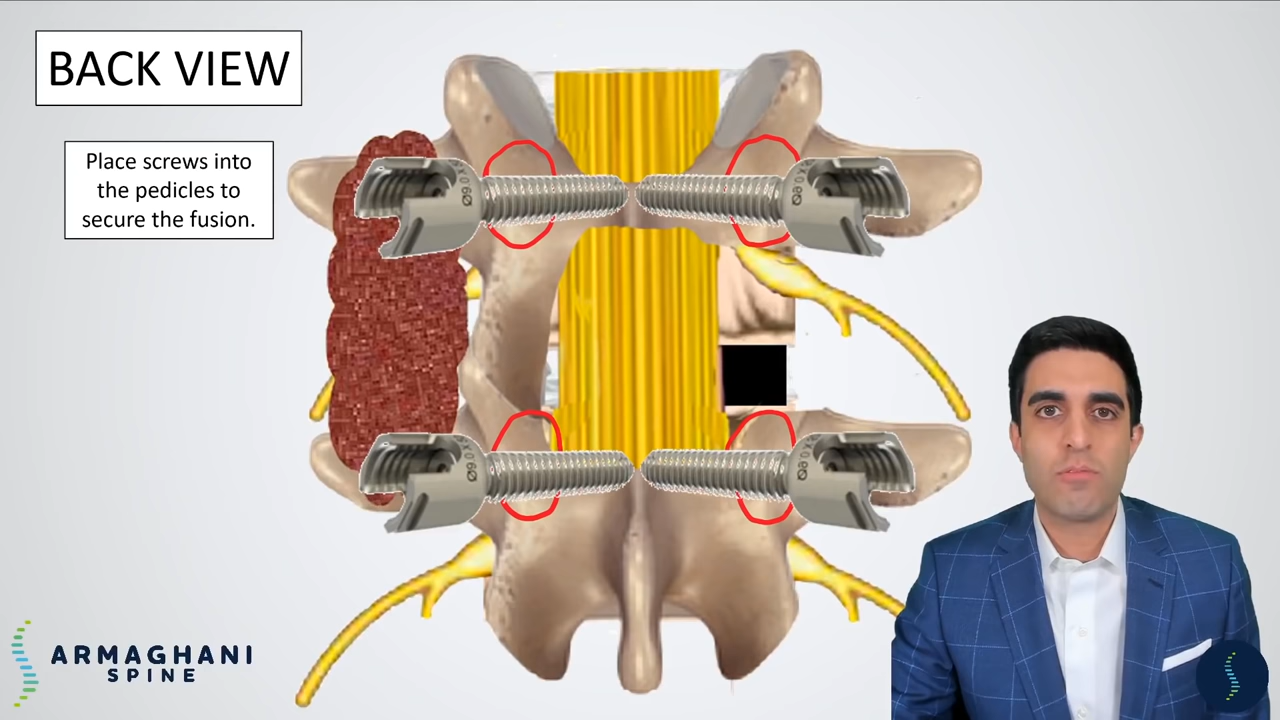 BACK VIEW
Place screws into
the pedicles to
secure the fusion.
ARMAGHANI
SPINE